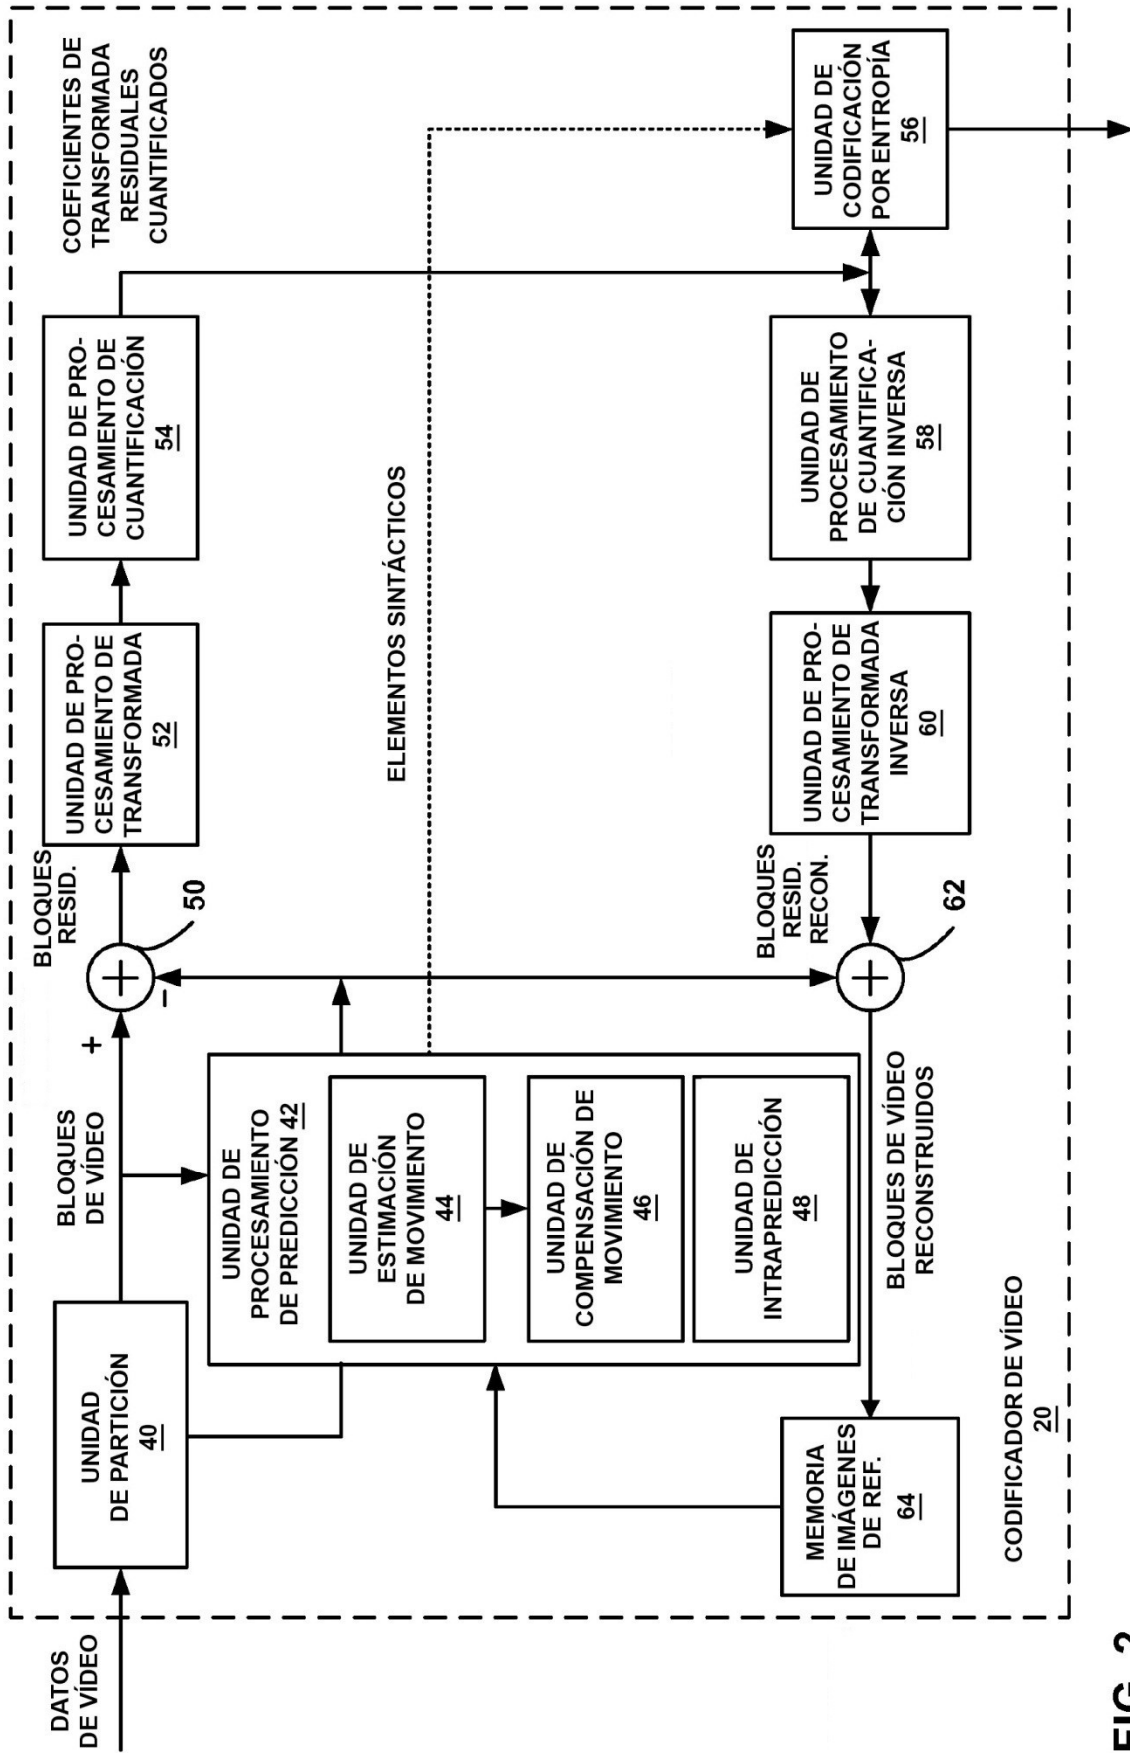 DATOS
DE VÍDEO
UNIDAD
DE PARTICIÓN
40
BLOQUES
DE VÍDEO
+
-
50
BLOQUES
RESID.
UNIDAD DE PRO-
CESAMIENTO DE
TRANSFORMADA
52
UNIDAD DE PRO-
CESAMIENTO DE
CUANTIFICACIÓN
54
COEFICIENTES DE
TRANSFORMADA
RESIDUALES
CUANTIFICADOS
UNIDAD DE
PROCESAMIENTO
DE PREDICCIÓN 42
UNIDAD DE
ESTIMACIÓN
DE MOVIMIENTO
44
UNIDAD DE
COMPENSACIÓN DE
MOVIMIENTO
46
UNIDAD DE
INTRAPREDICCIÓN
48
ELEMENTOS SINTÁCTICOS
UNIDAD DE
CODIFICACIÓN
POR ENTROPÍA
56
UNIDAD DE
PROCESAMIENTO
DE CUANTIFICA-
CIÓN INVERSA
58
UNIDAD DE PRO-
CESAMIENTO DE
TRANSFORMADA
INVERSA
60
BLOQUES
RESID.
RECON.
62
BLOQUES DE VÍDEO
RECONSTRUIDOS
MEMORIA
DE IMÁGENES
DE REF.
64
CODIFICADOR DE VÍDEO
20
FIG. 2